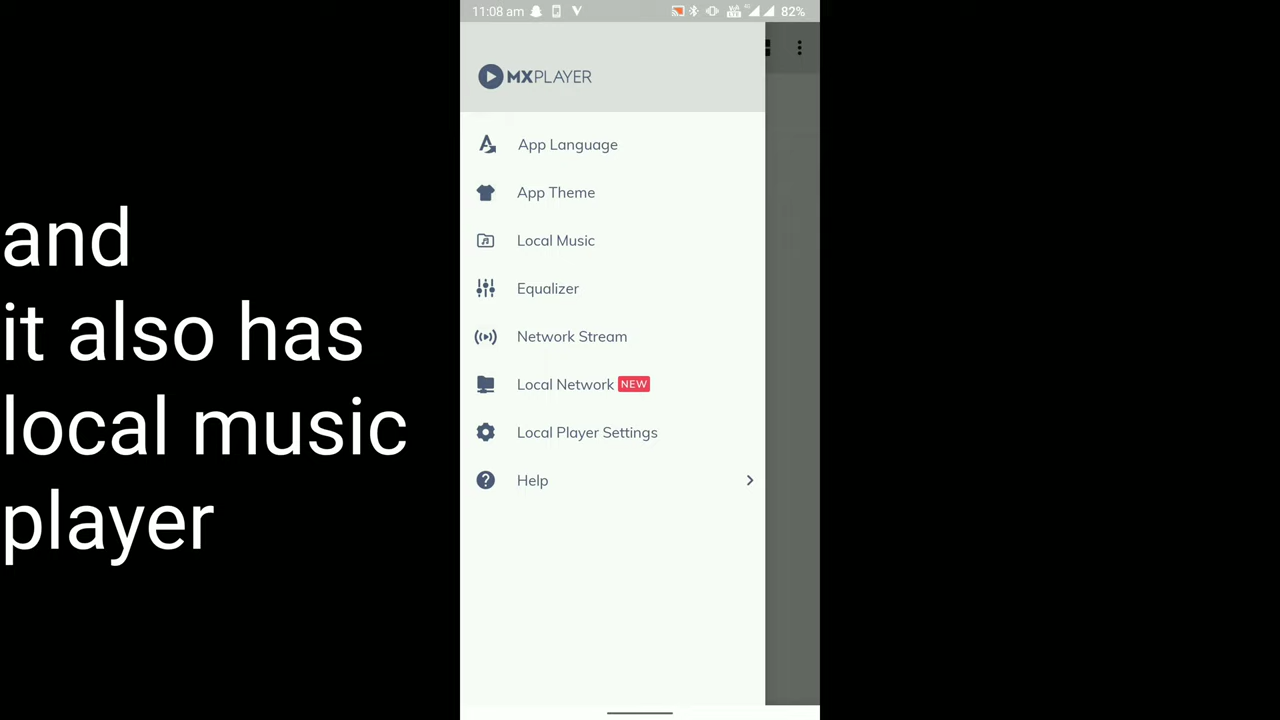 11:08 am
82%
MXPLAYER
App Language
App Theme
Local Music
Equalizer
Network Stream
Local Network NEW
Local Player Settings
Help
and
it also has
local music
player